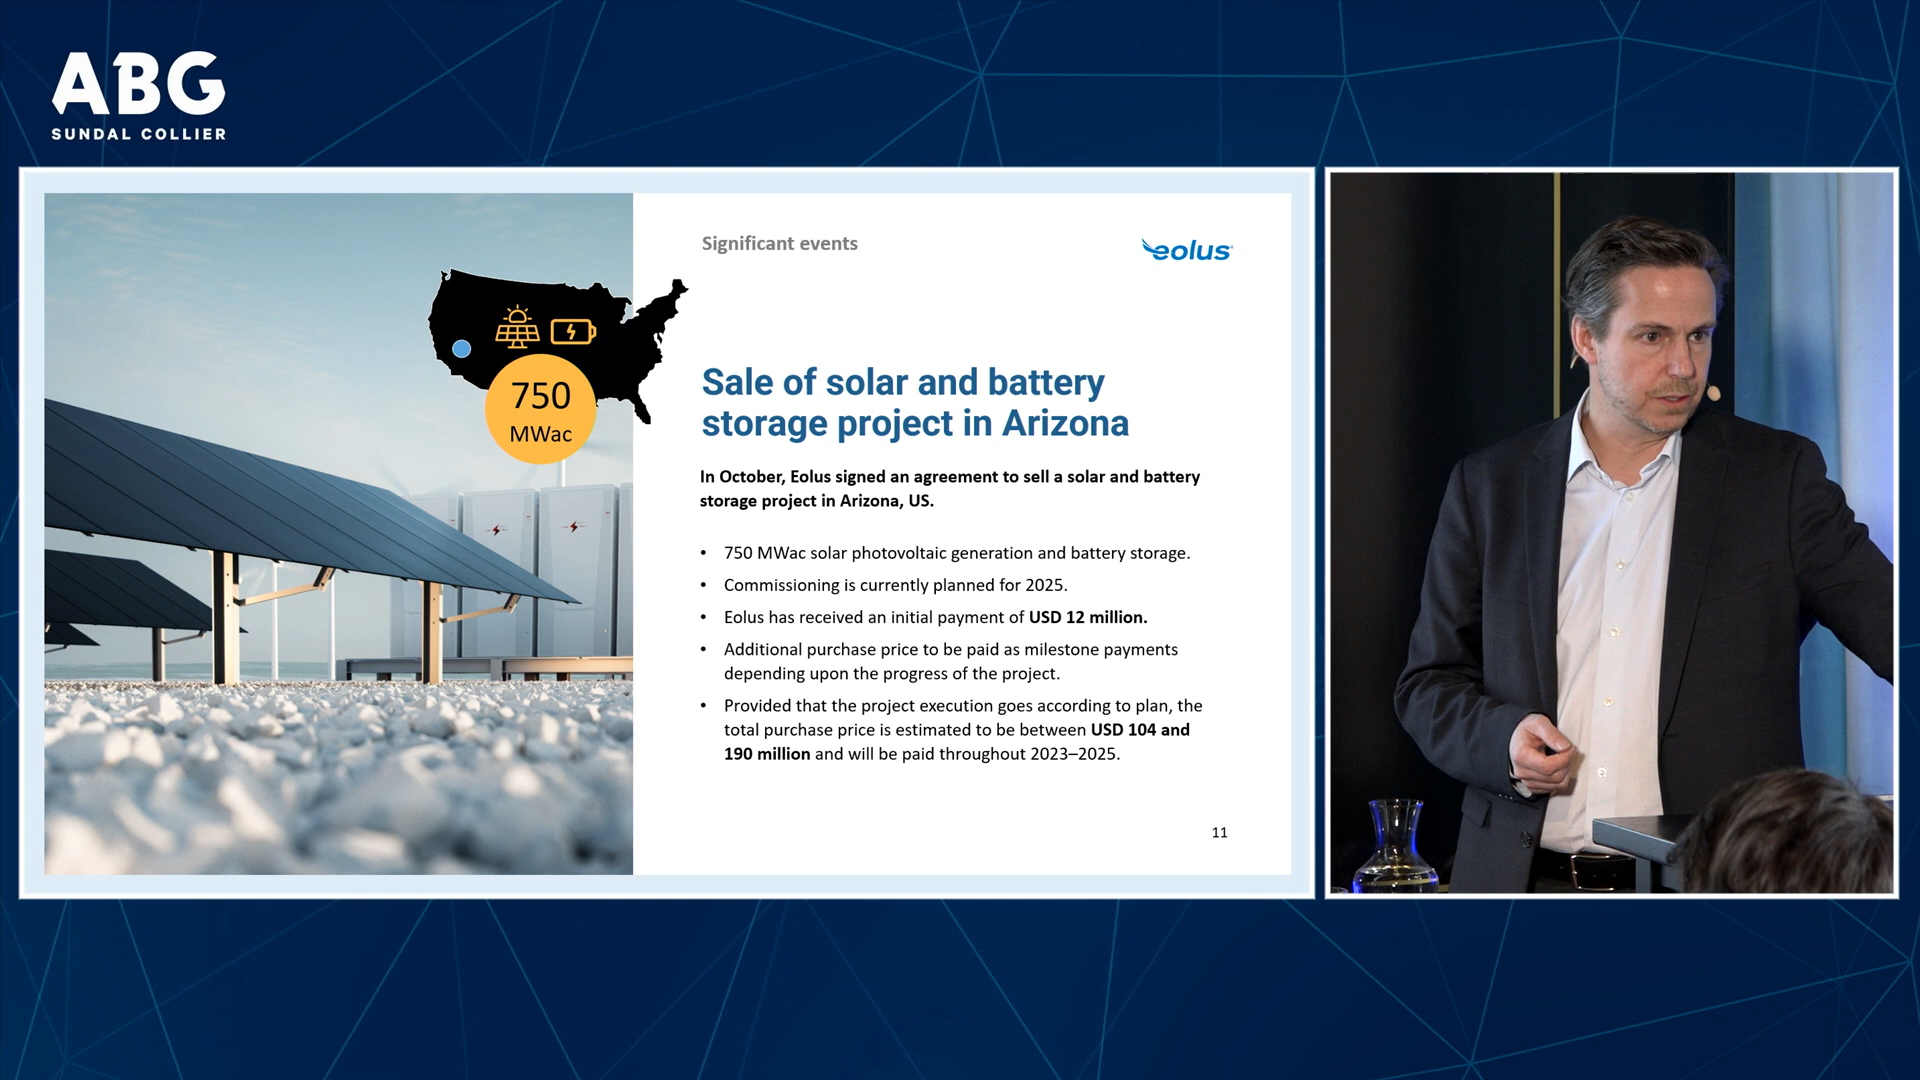 ABG
SUNDAL COLLIER
Significant events
eolus
750
MWac
Sale of solar and battery
storage project in Arizona
In October, Eolus signed an agreement to sell a solar and battery
storage project in Arizona, US.
• 750 MWac solar photovoltaic generation and battery storage.
• Commissioning is currently planned for 2025.
• Eolus has received an initial payment of USD 12 million.
• Additional purchase price to be paid as milestone payments
depending upon the progress of the project.
• Provided that the project execution goes according to plan, the
total purchase price is estimated to be between USD 104 and
190 million and will be paid throughout 2023–2025.
11